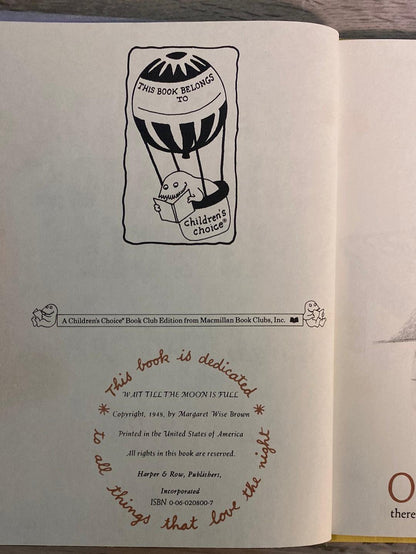 THIS BOOK BELONGS
TO
children's
choice®
A Children's Choice® Book Club Edition from Macmillan Book Clubs, Inc.
This book is dedicated
* to all things that love the night *
WAIT TILL THE MOON IS FULL
Copyright, 1948, by Margaret Wise Brown
Printed in the United States of America
All rights in this book are reserved.
Harper & Row, Publishers,
Incorporated
ISBN 0-06-020800-7
O
there